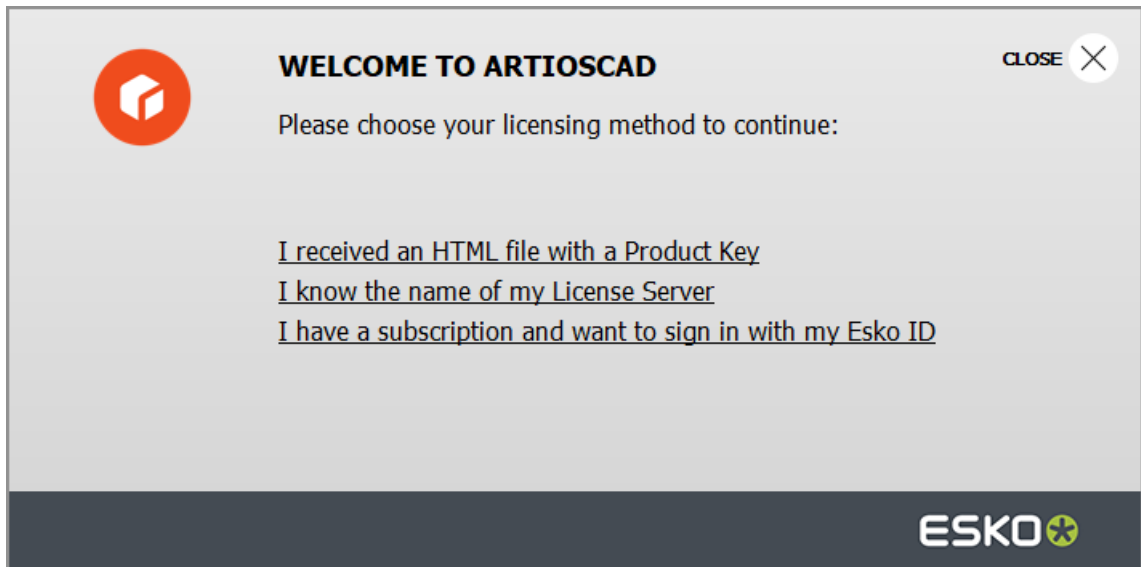 WELCOME TO ARTIOSCAD
CLOSE
Please choose your licensing method to continue:
I received an HTML file with a Product Key
I know the name of my License Server
I have a subscription and want to sign in with my Esko ID
ESKO